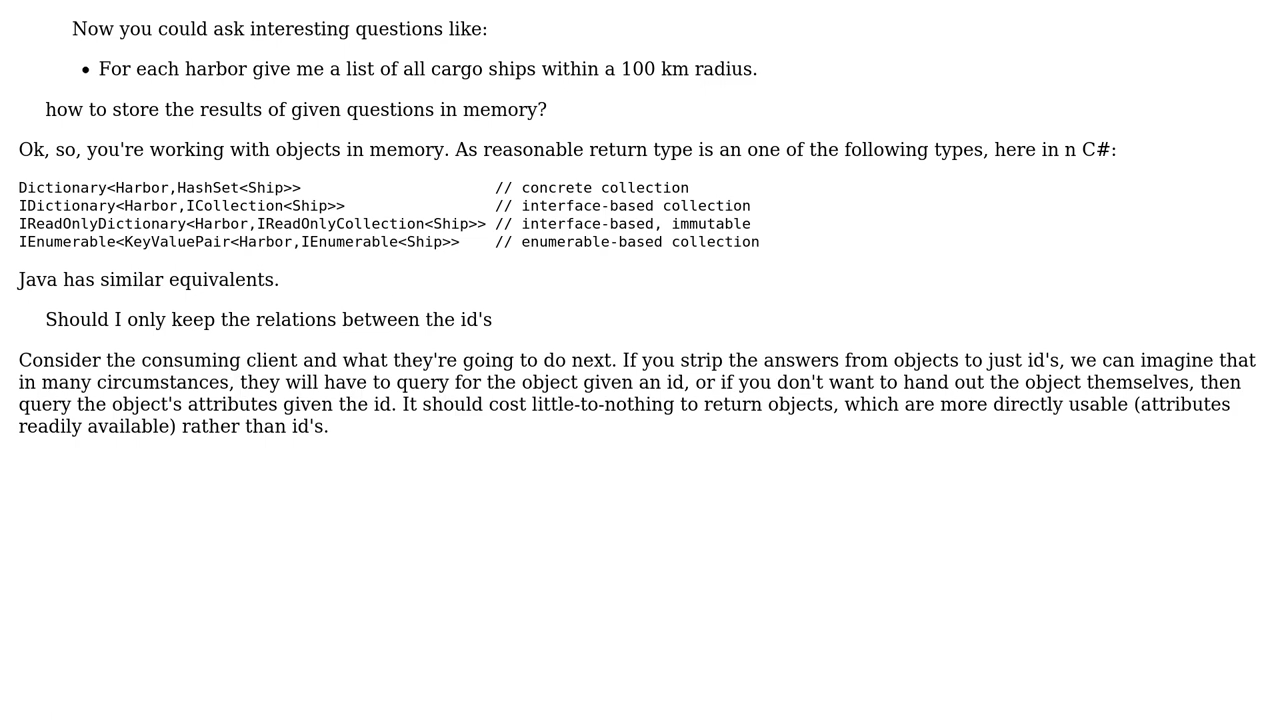 Now you could ask interesting questions like:
• For each harbor give me a list of all cargo ships within a 100 km radius.
how to store the results of given questions in memory?
Ok, so, you're working with objects in memory. As reasonable return type is an one of the following types, here in n C#:
Dictionary<Harbor,HashSet<Ship>> // concrete collection
IDictionary<Harbor,ICollection<Ship>> // interface-based collection
IReadOnlyDictionary<Harbor,IReadOnlyCollection<Ship>> // interface-based, immutable
IEnumerable<KeyValuePair<Harbor,IEnumerable<Ship>> // enumerable-based collection
Java has similar equivalents.
Should I only keep the relations between the id's
Consider the consuming client and what they're going to do next. If you strip the answers from objects to just id's, we can imagine that
in many circumstances, they will have to query for the object given an id, or if you don't want to hand out the object themselves, then
query the object's attributes given the id. It should cost little-to-nothing to return objects, which are more directly usable (attributes
readily available) rather than id's.